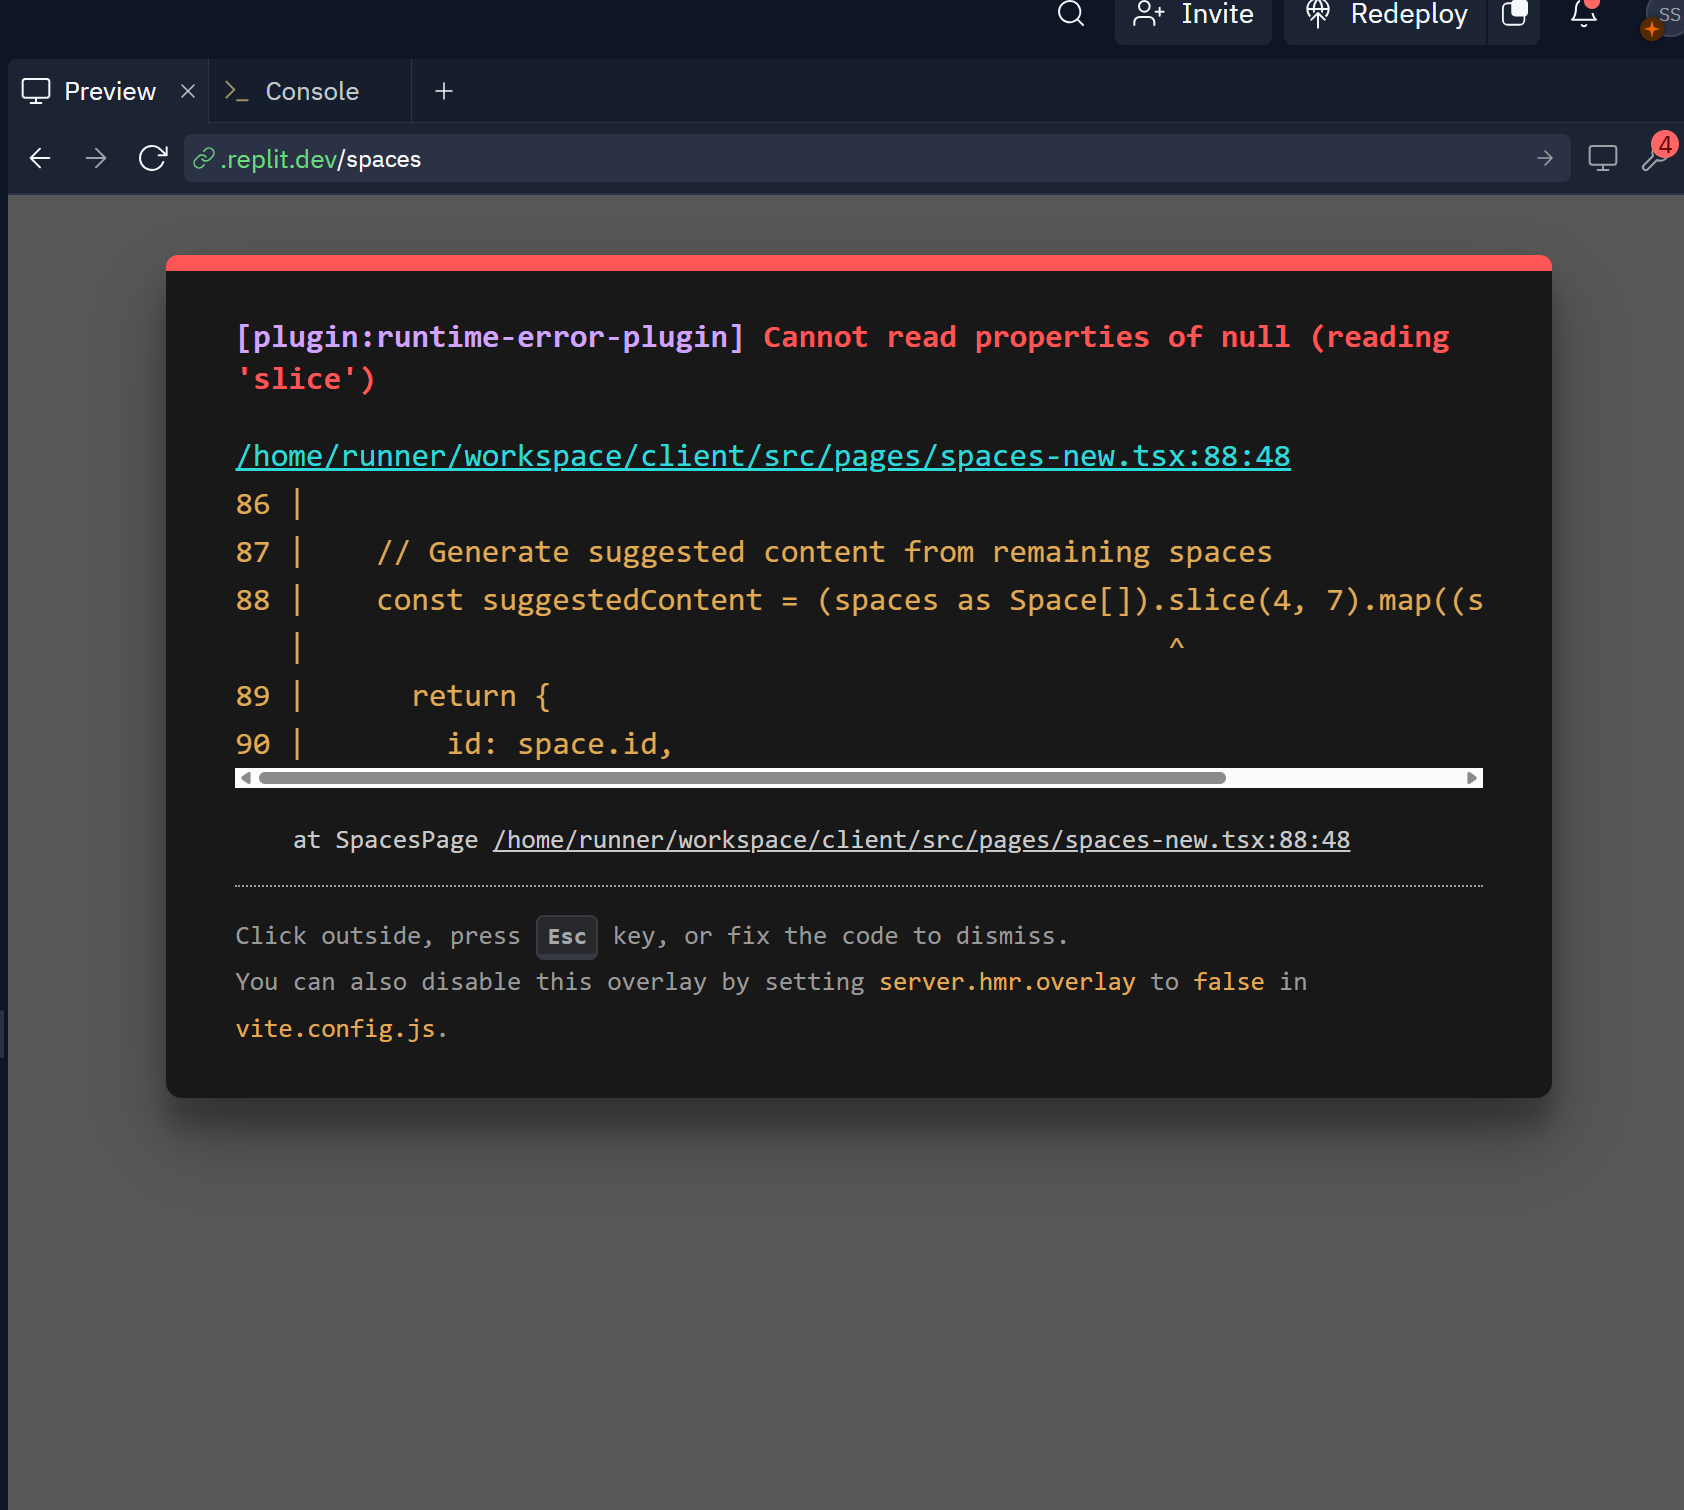 Invite
Redeploy
SS
Preview
Console
.replit.dev/spaces
4
[plugin:runtime-error-plugin] Cannot read properties of null (reading
'slice')
/home/runner/workspace/client/src/pages/spaces-new.tsx:88:48
86 |
87 |    // Generate suggested content from remaining spaces
88 |    const suggestedContent = (spaces as Space[]).slice(4, 7).map((s
   |                                                 ^
89 |      return {
90 |        id: space.id,
at SpacesPage /home/runner/workspace/client/src/pages/spaces-new.tsx:88:48
Click outside, press Esc key, or fix the code to dismiss.
You can also disable this overlay by setting server.hmr.overlay to false in
vite.config.js.